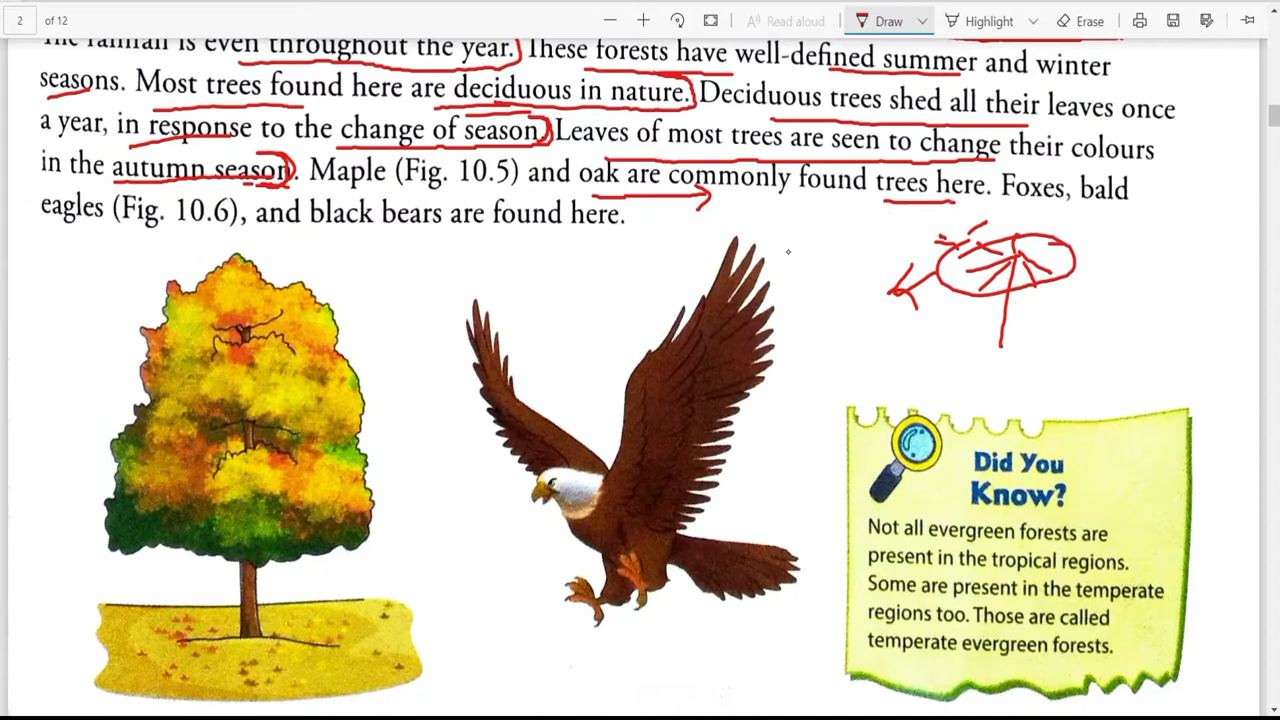 2 of 12 Read aloud Draw Highlight Erase
The rainfall is even throughout the year. These forests have well-defined summer and winter
seasons. Most trees found here are deciduous in nature. Deciduous trees shed all their leaves once
a year, in response to the change of season. Leaves of most trees are seen to change their colours
in the autumn season. Maple (Fig. 10.5) and oak are commonly found trees here. Foxes, bald
eagles (Fig. 10.6), and black bears are found here.
Did You
Know?
Not all evergreen forests are
present in the tropical regions.
Some are present in the temperate
regions too. Those are called
temperate evergreen forests.